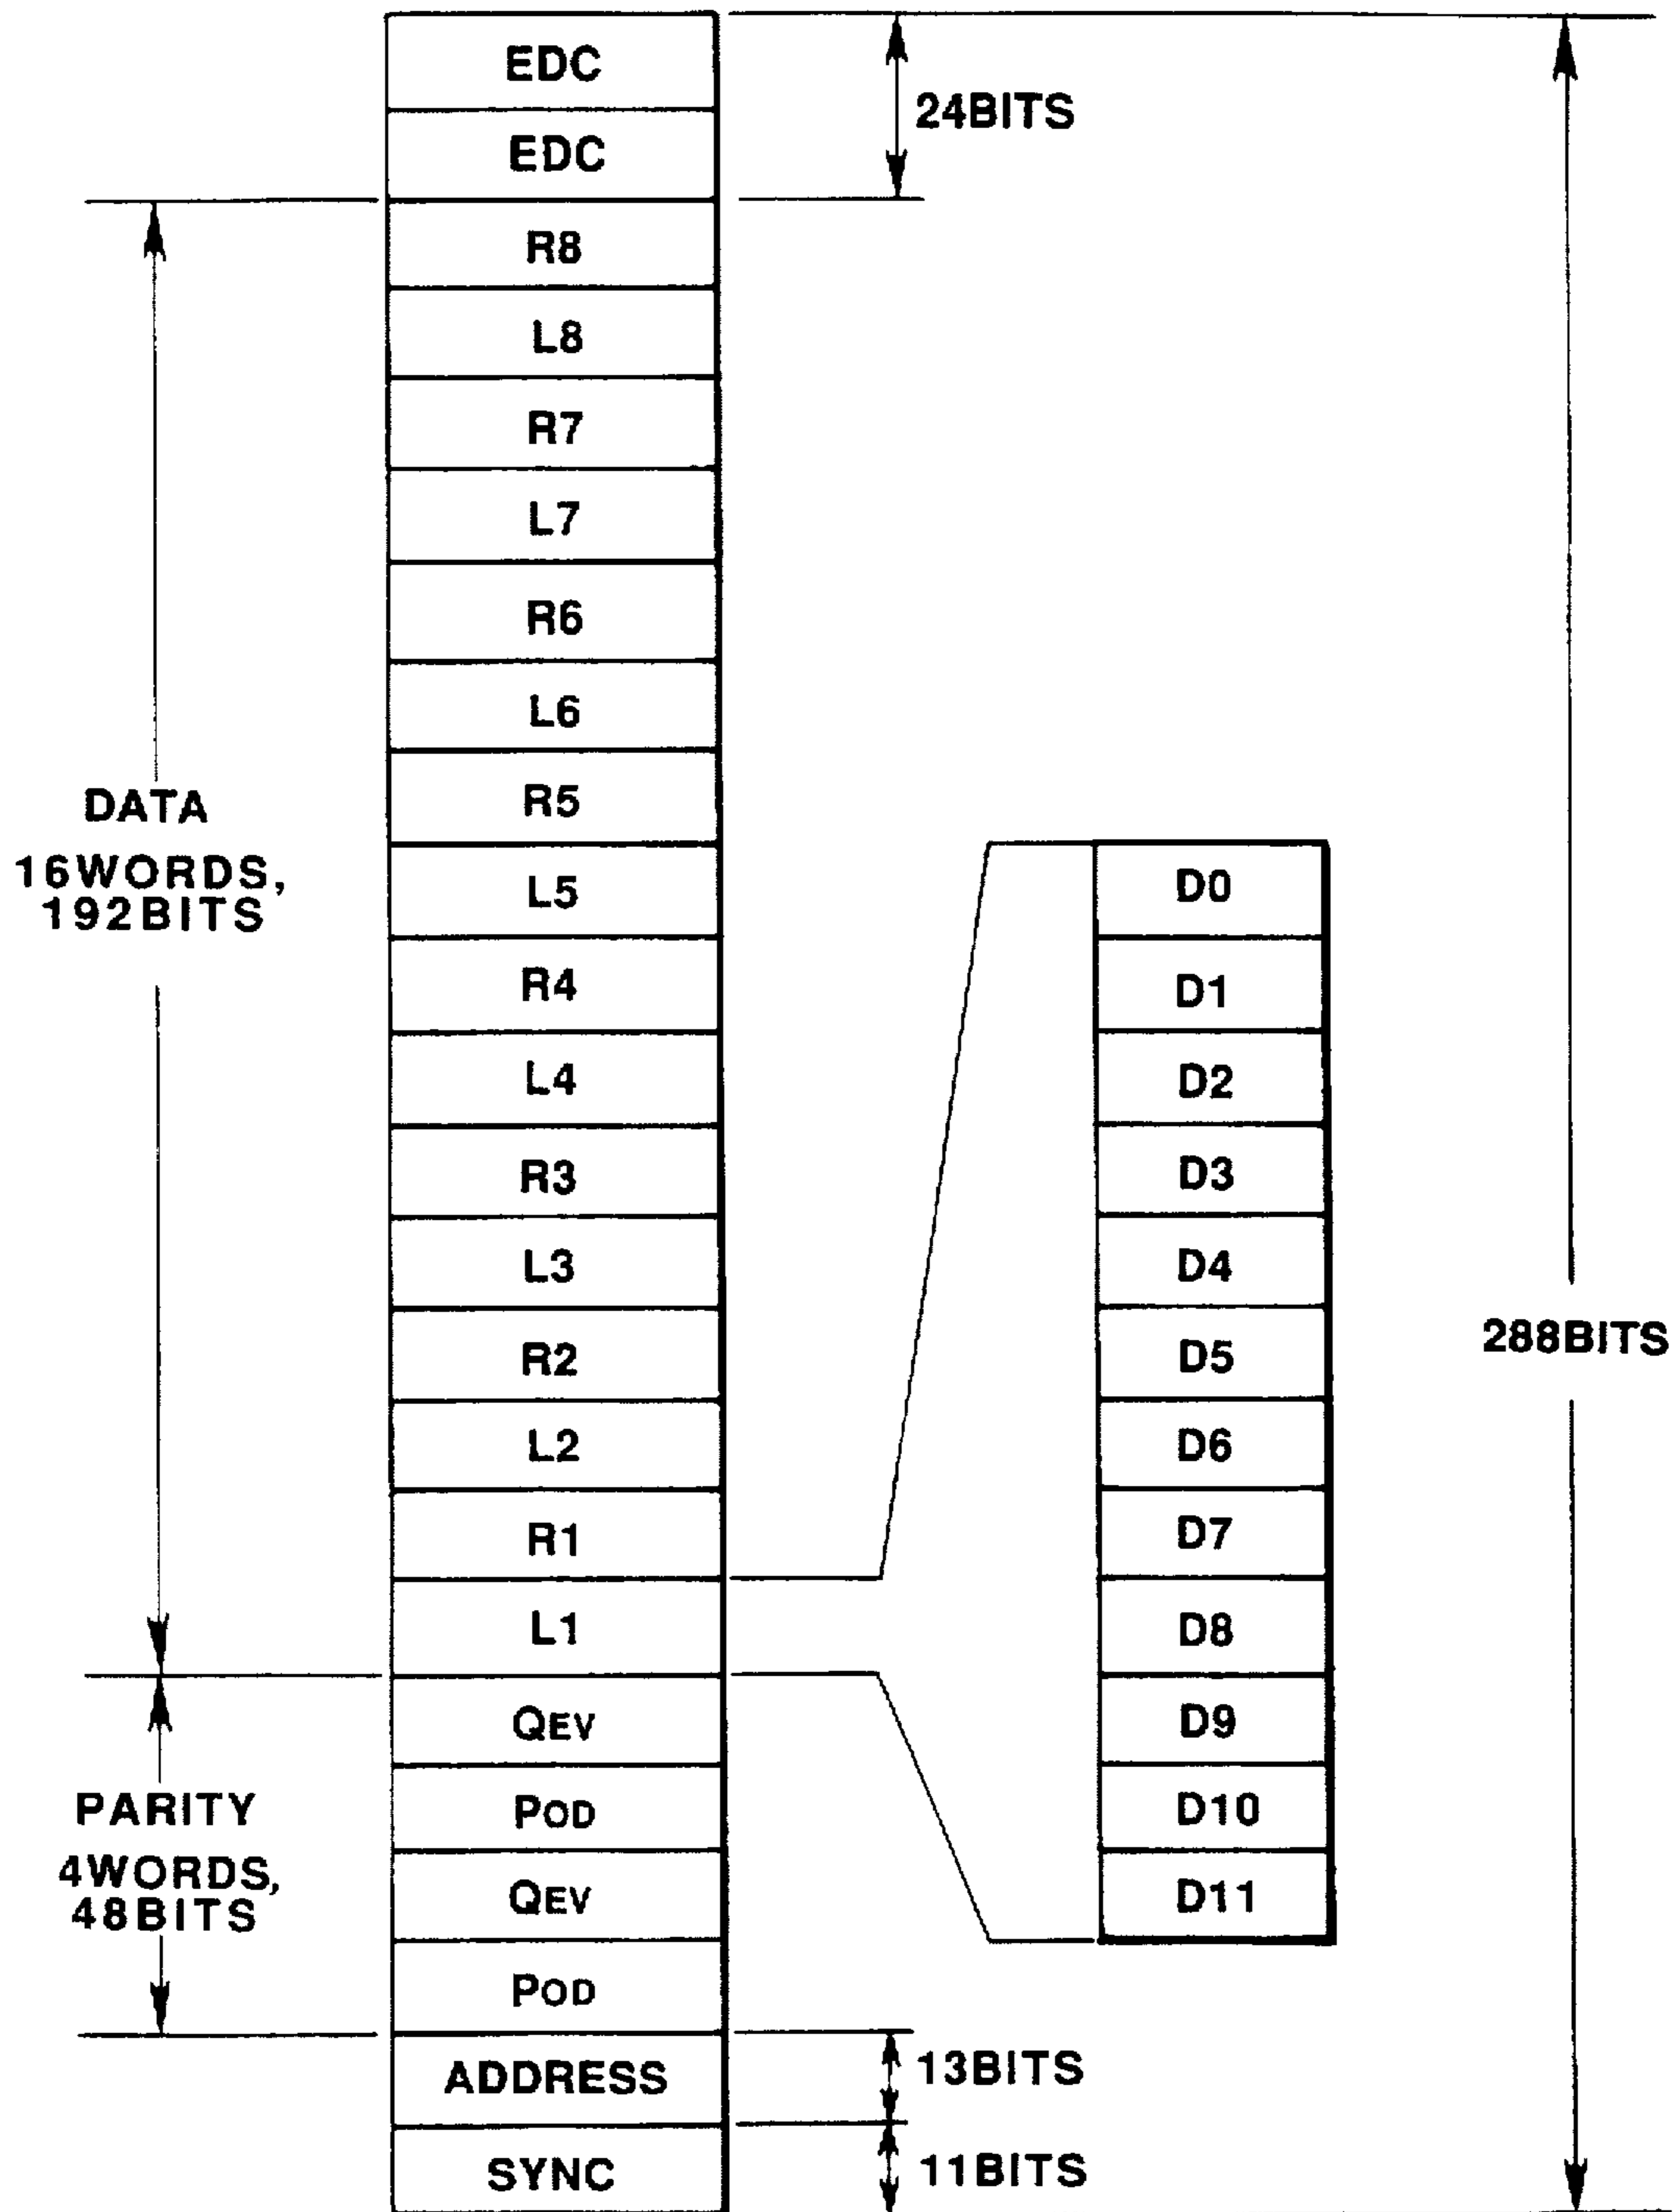 EDC
EDC
24BITS
R8
L8
R7
L7
R6
L6
R5
L5
R4
L4
R3
L3
R2
L2
R1
L1
QEV
POD
QEV
POD
ADDRESS
SYNC
DATA
16WORDS,
192BITS
PARITY
4WORDS,
48BITS
13BITS
11BITS
D0
D1
D2
D3
D4
D5
D6
D7
D8
D9
D10
D11
288BITS